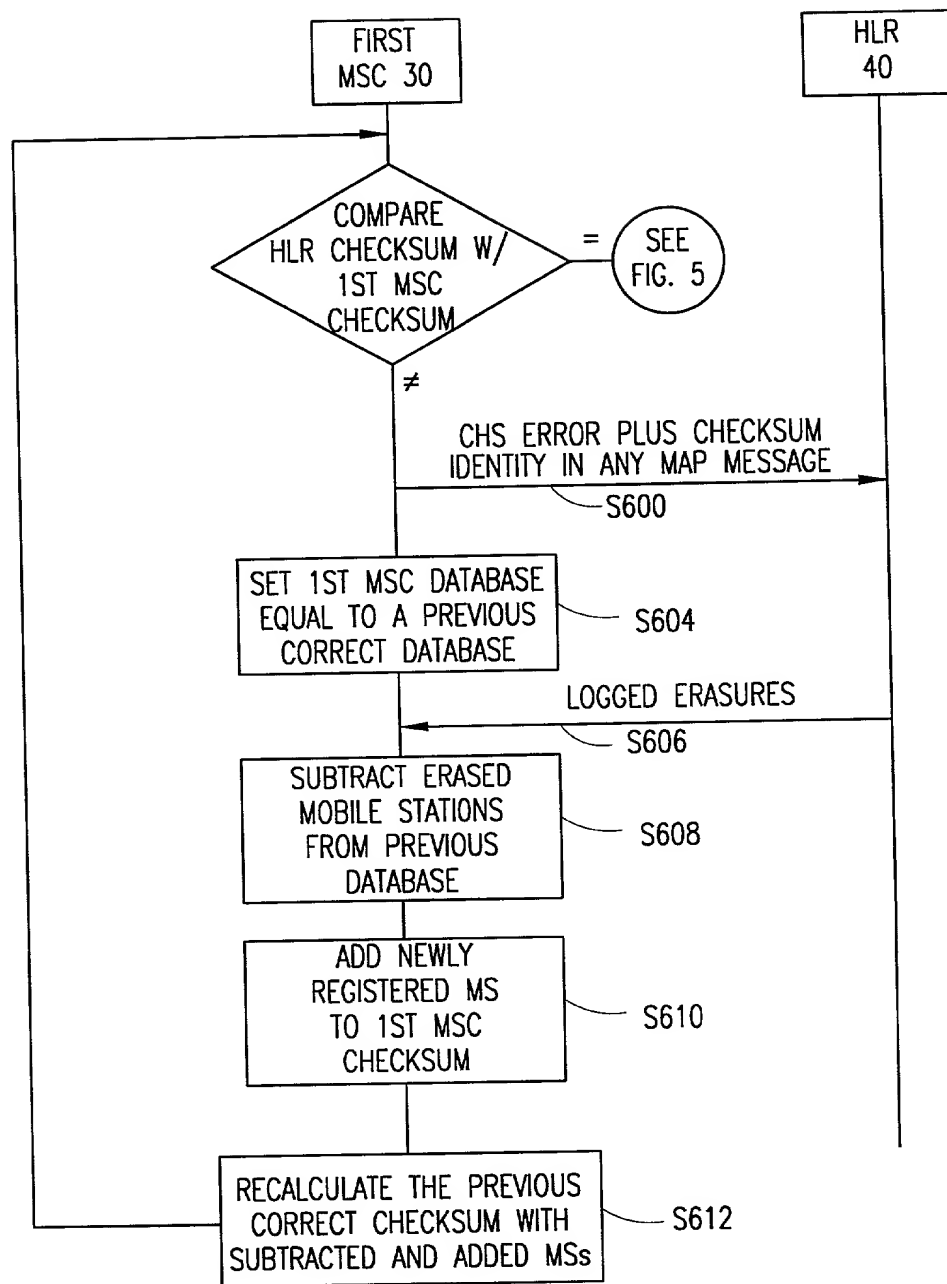 FIRST
MSC 30
HLR
40
COMPARE
HLR CHECKSUM W/
1ST MSC
CHECKSUM
=
SEE
FIG. 5
≠
CHS ERROR PLUS CHECKSUM
IDENTITY IN ANY MAP MESSAGE
S600
SET 1ST MSC DATABASE
EQUAL TO A PREVIOUS
CORRECT DATABASE
S604
LOGGED ERASURES
S606
SUBTRACT ERASED
MOBILE STATIONS
FROM PREVIOUS
DATABASE
S608
ADD NEWLY
REGISTERED MS
TO 1ST MSC
CHECKSUM
S610
RECALCULATE THE PREVIOUS
CORRECT CHECKSUM WITH
SUBTRACTED AND ADDED MSs
S612